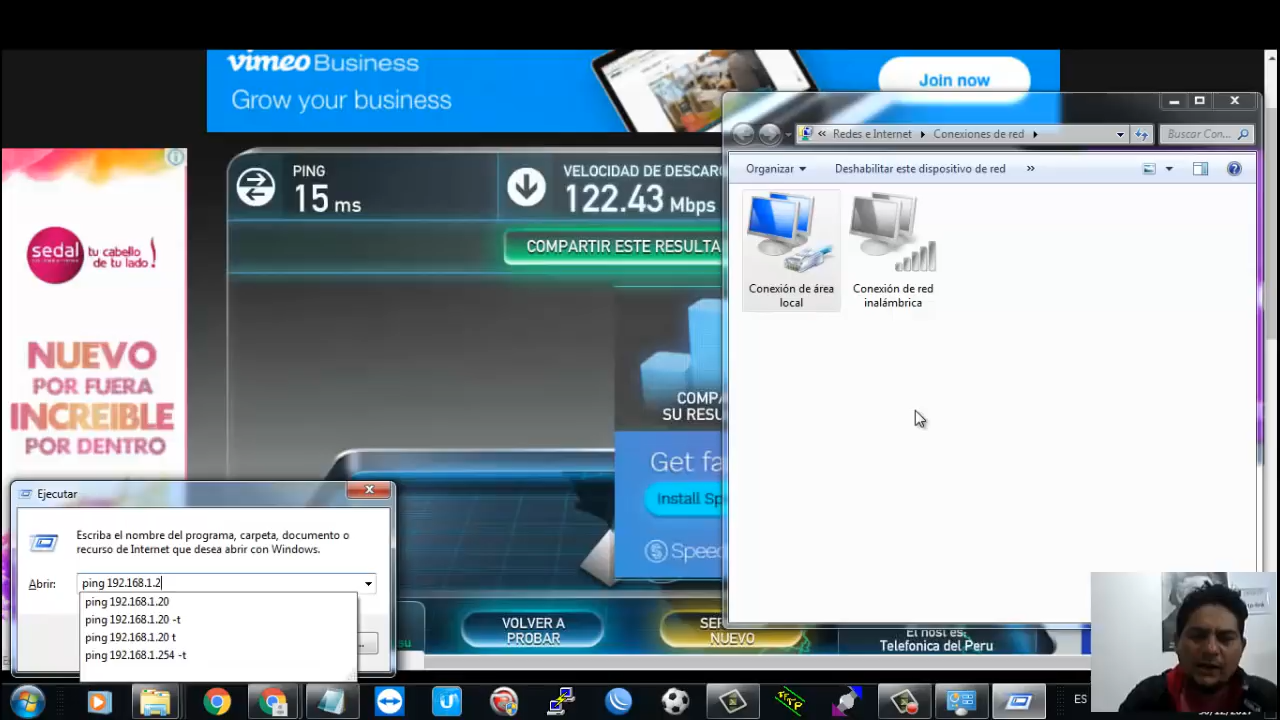 vimeo Business
Grow your business
Join now
Redes e Internet
Conexiones de red
Buscar Con...
Organizar
Deshabilitar este dispositivo de red
»
Conexión de área
local
Conexión de red
inalámbrica
PING
15 ms
VELOCIDAD DE DESCAR
122.43 Mbps
COMPARTIR ESTE RESULTA
sedal
tu cabello
de tu lado!
NUEVO
POR FUERA
INCREIBLE
POR DENTRO
COMPA
SU RESU
Get fa
Install Sp
Speed
Ejecutar
Escriba el nombre del programa, carpeta, documento o
recurso de Internet que desea abrir con Windows.
Abrir:
ping 192.168.1.2
ping 192.168.1.20
ping 192.168.1.20 -t
ping 192.168.1.20 t
ping 192.168.1.254 -t
su
VOLVER A
PROBAR
NUEVO
El host es:
Telefonica del Peru
ES